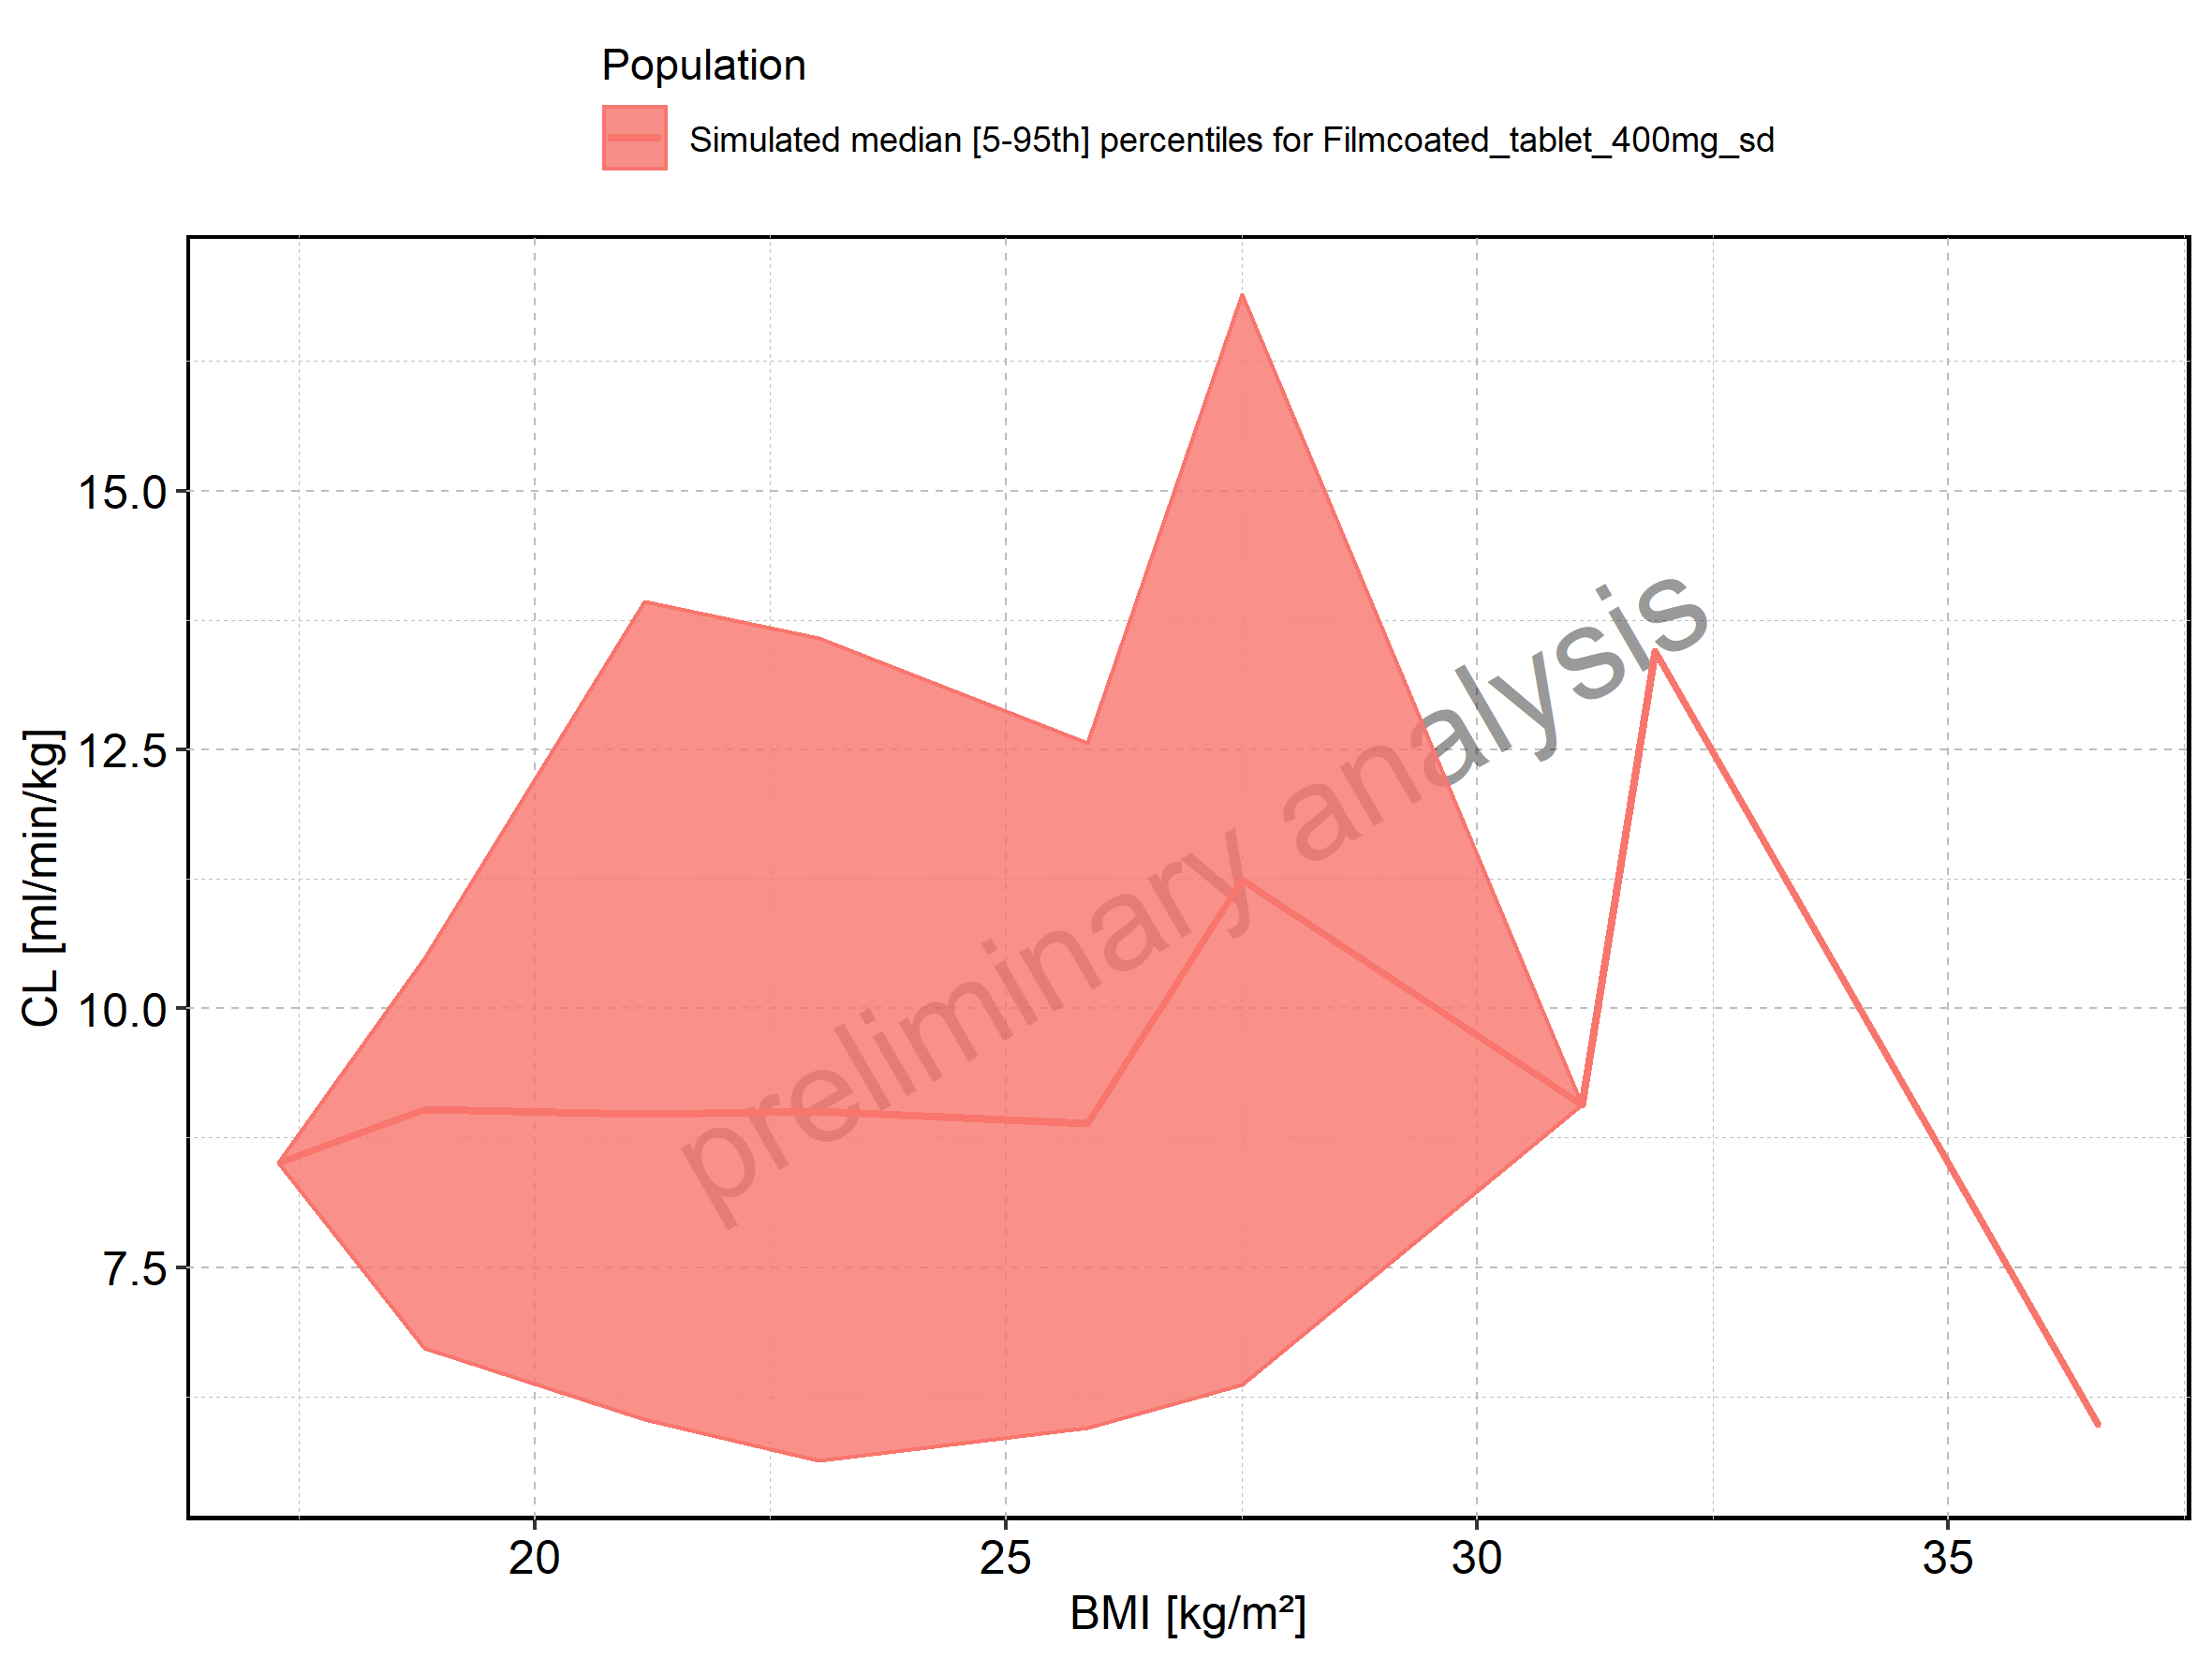 Population
Simulated median [5-95th] percentiles for Filmcoated_tablet_400mg_sd
CL [ml/min/kg]
15.0
12.5
10.0
7.5
preliminary analysis
20
25
30
35
BMI [kg/m²]